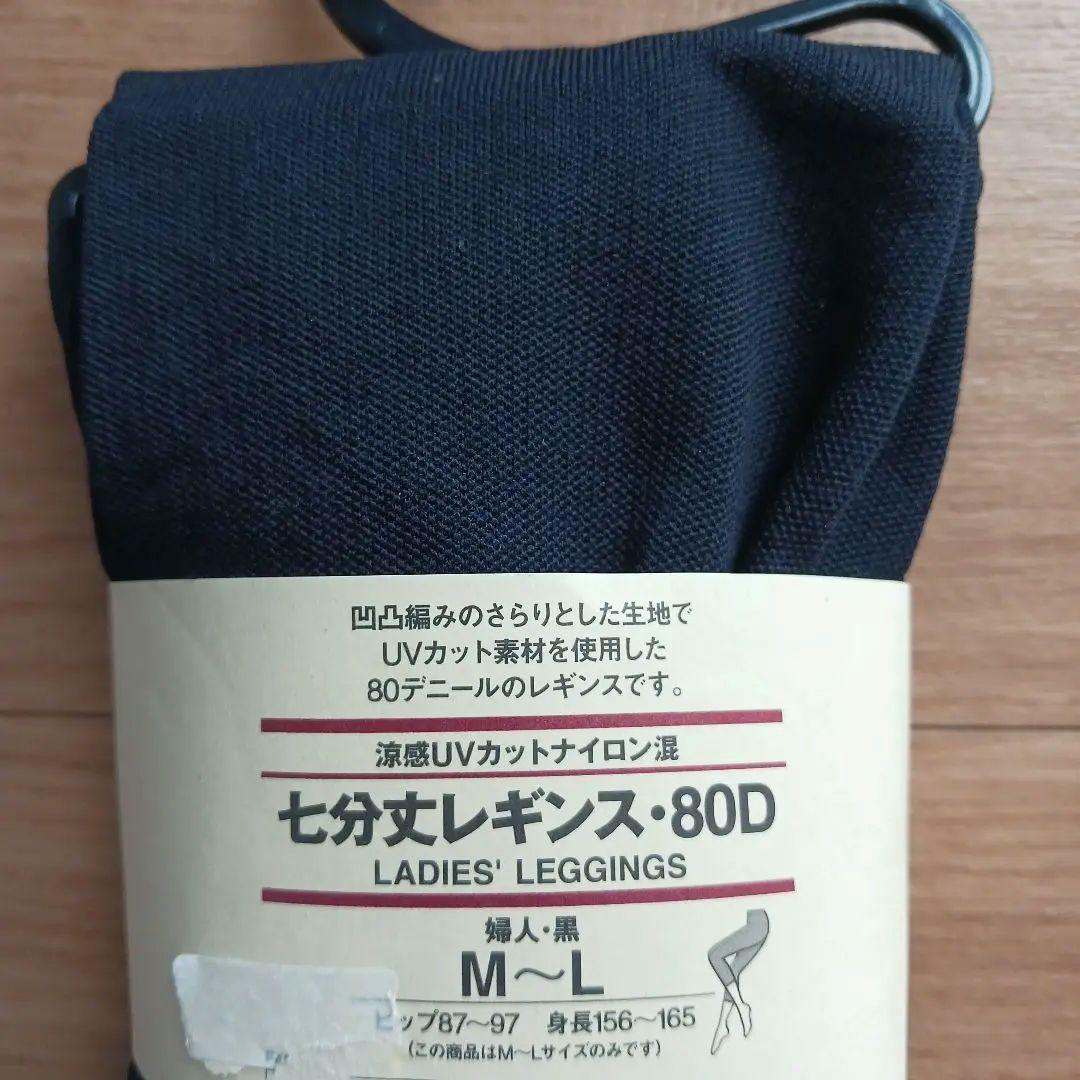 凹凸編みのさらりとした生地で
UVカット素材を使用した
80デニールのレギンスです。
涼感UVカットナイロン混
七分丈レギンス・80D
LADIES' LEGGINGS
婦人・黒
M～L
ヒップ87～97 身長156～165
(この商品はM～Lサイズのみです)